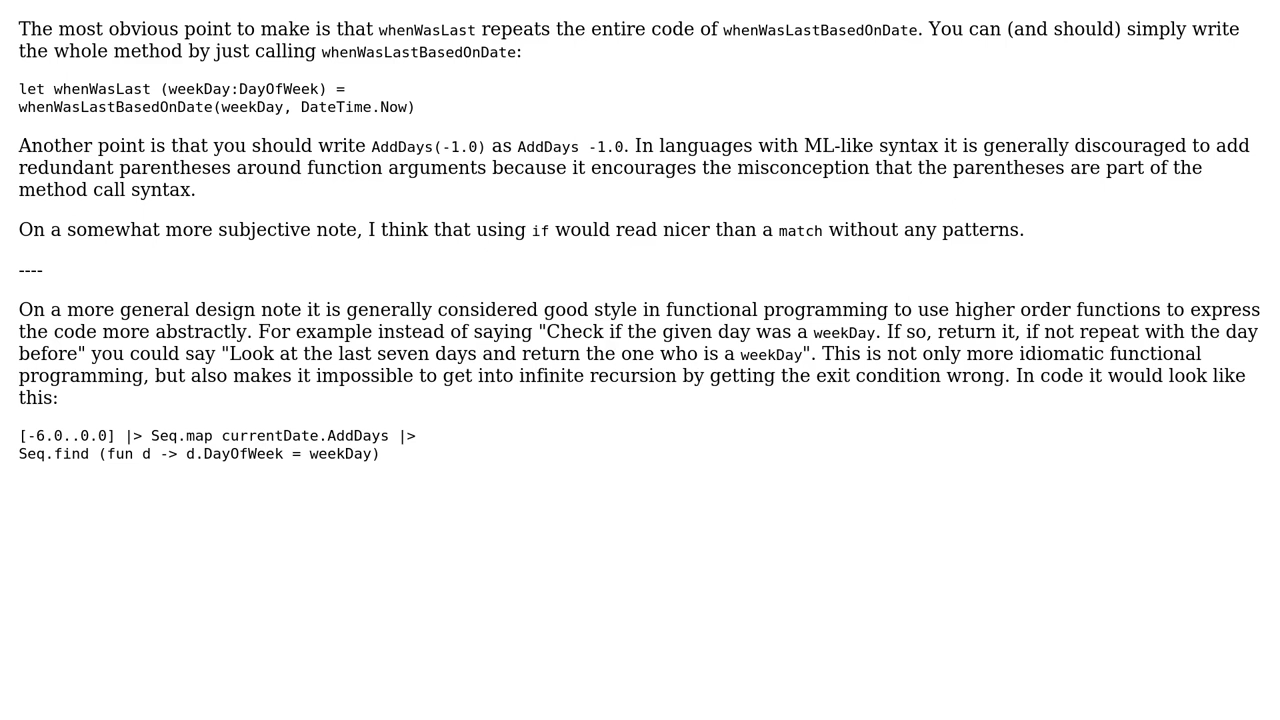 The most obvious point to make is that whenWasLast repeats the entire code of whenWasLastBasedOnDate. You can (and should) simply write
the whole method by just calling whenWasLastBasedOnDate:
let whenWasLast (weekDay:DayOfWeek) =
whenWasLastBasedOnDate(weekDay, DateTime.Now)
Another point is that you should write AddDays(-1.0) as AddDays -1.0. In languages with ML-like syntax it is generally discouraged to add
redundant parentheses around function arguments because it encourages the misconception that the parentheses are part of the
method call syntax.
On a somewhat more subjective note, I think that using if would read nicer than a match without any patterns.
----
On a more general design note it is generally considered good style in functional programming to use higher order functions to express
the code more abstractly. For example instead of saying "Check if the given day was a weekDay. If so, return it, if not repeat with the day
before" you could say "Look at the last seven days and return the one who is a weekDay". This is not only more idiomatic functional
programming, but also makes it impossible to get into infinite recursion by getting the exit condition wrong. In code it would look like
this:
[-6.0..0.0] |> Seq.map currentDate.AddDays |>
Seq.find (fun d -> d.DayOfWeek = weekDay)